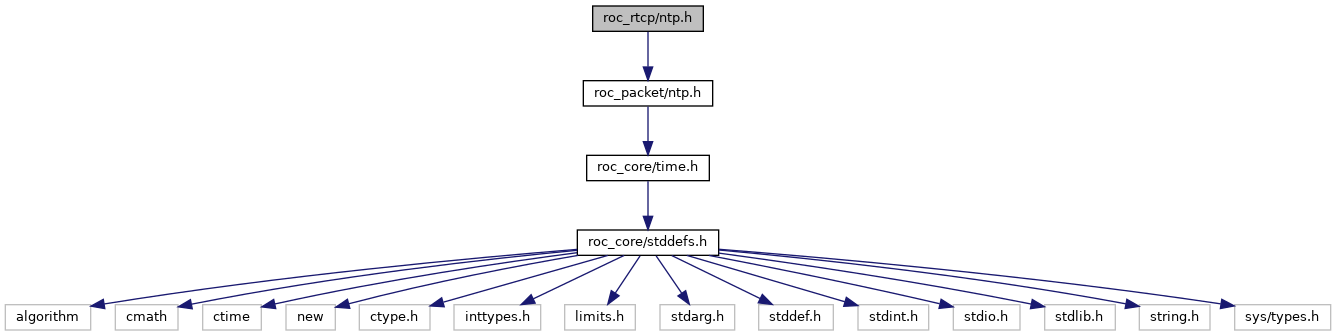 roc_rtcp/ntp.h
roc_packet/ntp.h
roc_core/time.h
roc_core/stddefs.h
algorithm
cmath
ctime
new
ctype.h
inttypes.h
limits.h
stdarg.h
stddef.h
stdint.h
stdio.h
stdlib.h
string.h
sys/types.h